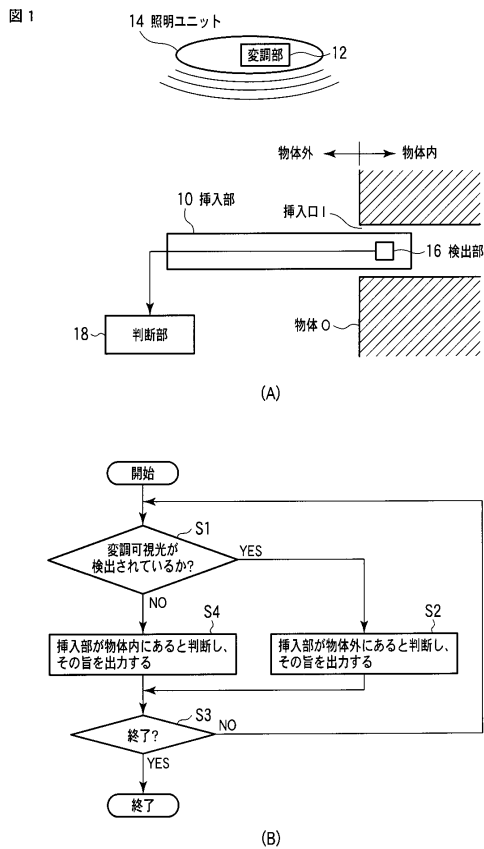 図1
14 照明ユニット
変調部
12
物体外
物体内
10 挿入部
挿入口I
16 検出部
18
判断部
物体O
(A)
開始
S1
変調可視光が
検出されているか?
YES
NO
S4
挿入部が物体内にあると判断し、
その旨を出力する
S2
挿入部が物体外にあると判断し、
その旨を出力する
S3
終了?
NO
YES
終了
(B)